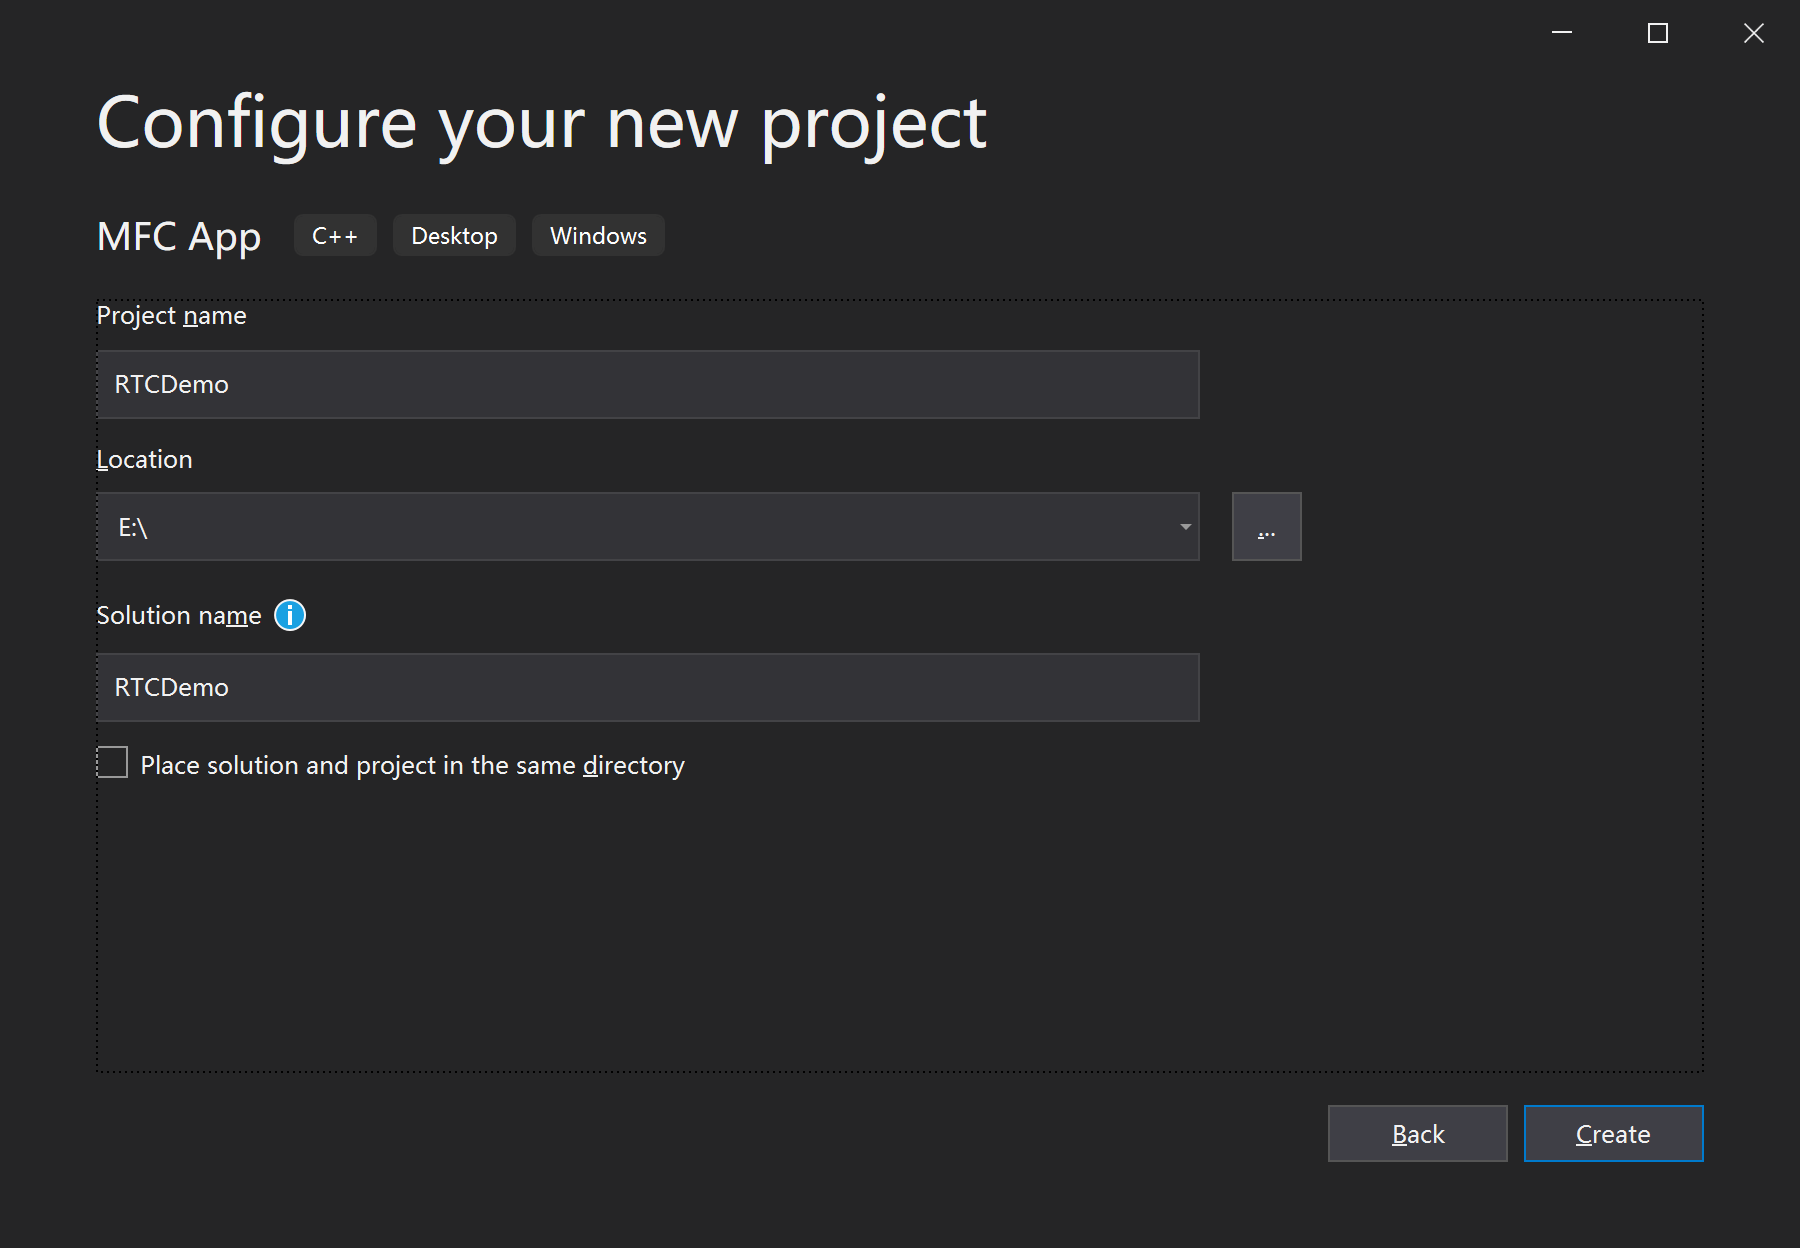 Configure your new project
MFC App C++ Desktop Windows
Project name
RTCDemo
Location
E:\
...
Solution name
RTCDemo
Place solution and project in the same directory
Back Create